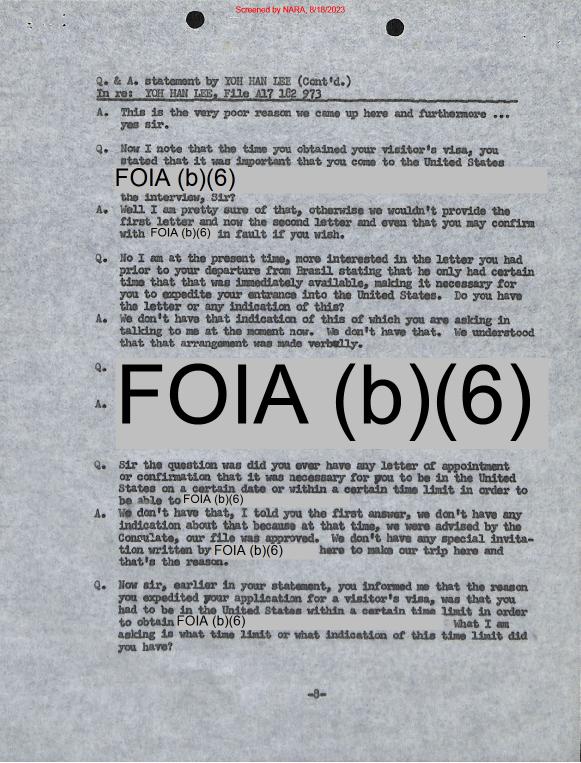 Screened by NARA, 8/18/2023
Q. & A. statement by YOH HAN LEE (Cont'd.)
In re: YOH HAN LEE, File A17 182 973
A. This is the very poor reason we came up here and furthermore ...
yes sir.
Q. Now I note that the time you obtained your visitor's visa, you
stated that it was important that you come to the United States
FOIA (b)(6)
the interview, Sir?
A. Well I am pretty sure of that, otherwise we wouldn't provide the
first letter and now the second letter and even that you may confirm
with FOIA (b)(6) in fault if you wish.
Q. No I am at the present time, more interested in the letter you had
prior to your departure from Brazil stating that he only had certain
time that that was immediately available, making it necessary for
you to expedite your entrance into the United States. Do you have
the letter or any indication of this?
A. We don't have that indication of this of which you are asking in
talking to me at the moment now. We don't have that. We understood
that that arrangement was made verbally.
Q.
FOIA (b)(6)
A.
Q. Sir the question was did you ever have any letter of appointment
or confirmation that it was necessary for you to be in the United
States on a certain date or within a certain time limit in order to
be able to FOIA (b)(6)
A. We don't have that, I told you the first answer, we don't have any
indication about that because at that time, we were advised by the
Consulate, our file was approved. We don't have any special invita-
tion written by FOIA (b)(6) here to make our trip here and
that's the reason.
Q. Now sir, earlier in your statement, you informed me that the reason
you expedited your application for a visitor's visa, was that you
had to be in the United States within a certain time limit in order
to obtain FOIA (b)(6) What I am
asking is what time limit or what indication of this time limit did
you have?
-8-